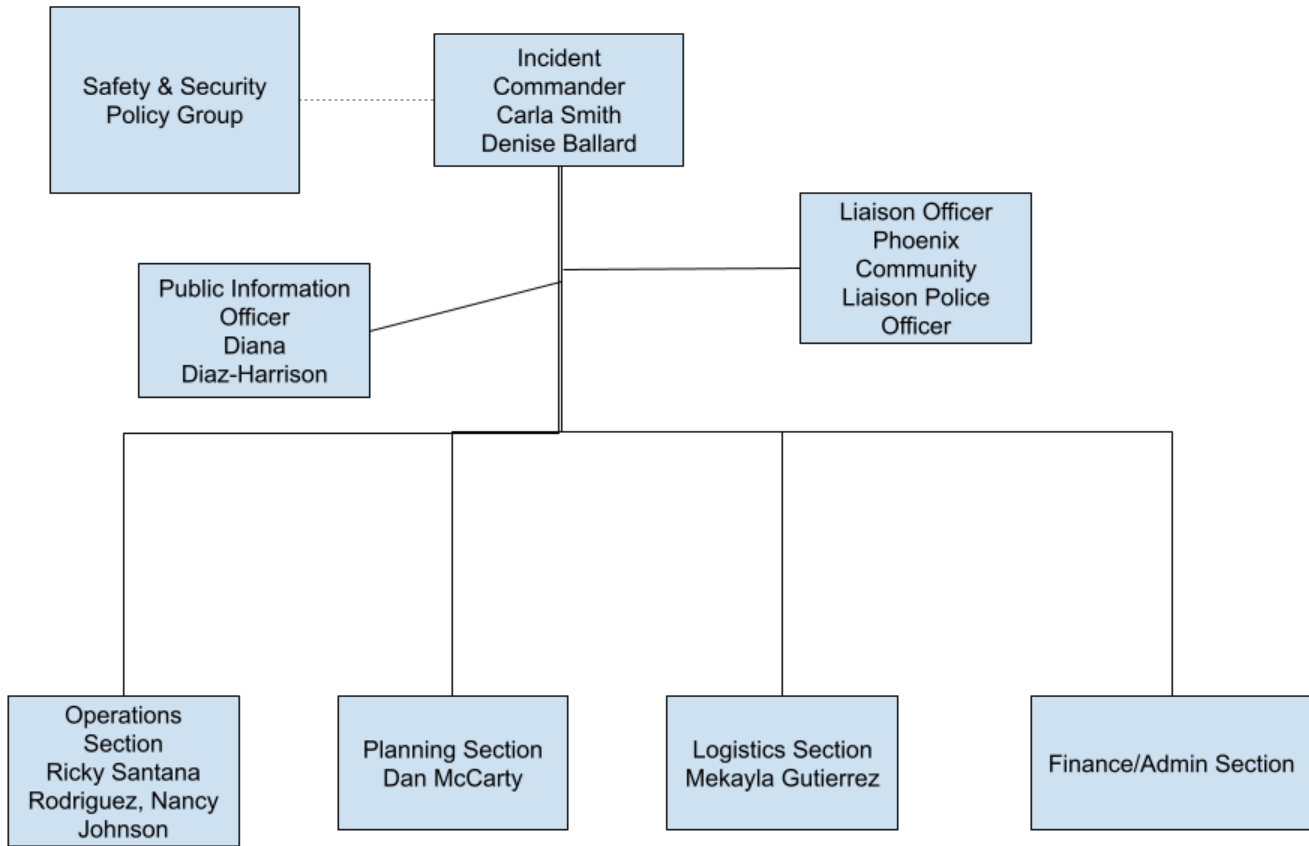 Safety & Security
Policy Group
Incident
Commander
Carla Smith
Denise Ballard
Liaison Officer
Phoenix
Community
Liaison Police
Officer
Public Information
Officer
Diana
Diaz-Harrison
Operations
Section
Ricky Santana
Rodriguez, Nancy
Johnson
Planning Section
Dan McCarty
Logistics Section
Mekayla Gutierrez
Finance/Admin Section